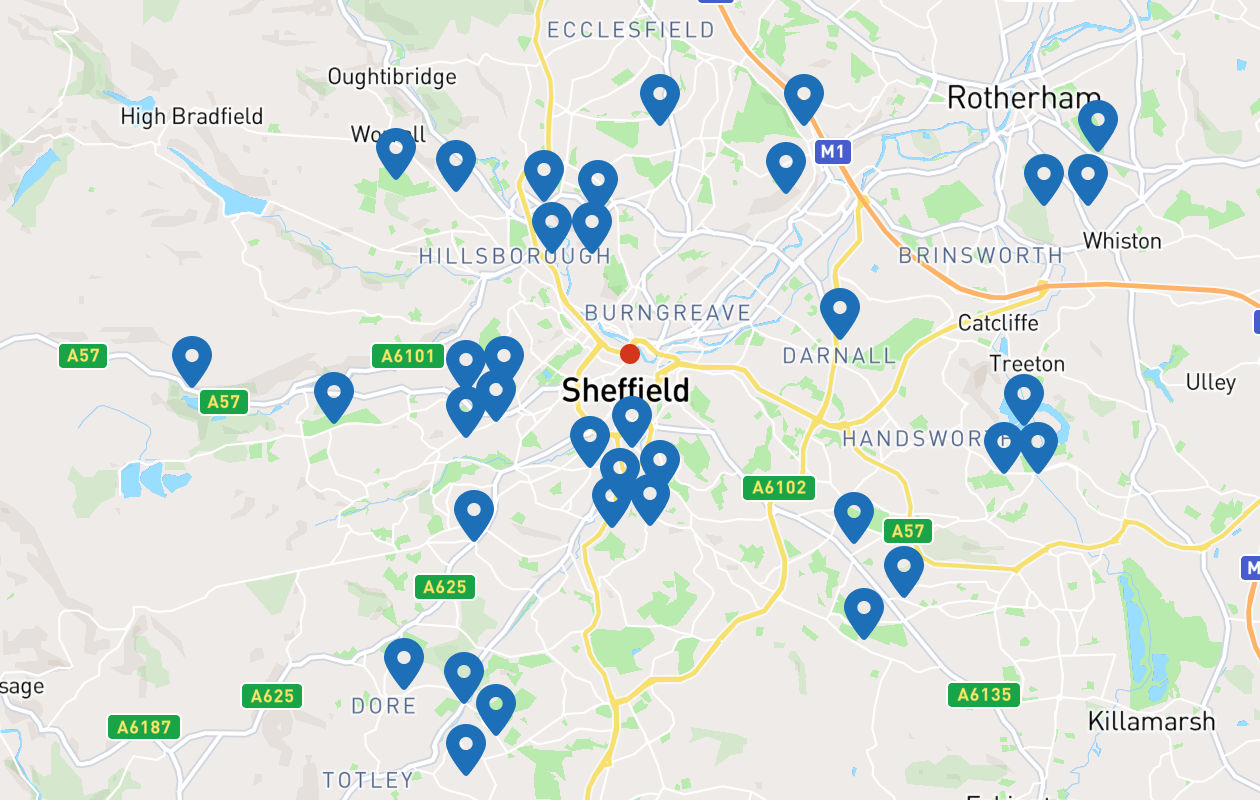 ECCLESFIELD
Oughtibridge
Rotherham
High Bradfield
M1
Whiston
HILLSBOROUGH
BRINSWORTH
BURNGREAVE
Catcliffe
A57
A6101
DARNALL
Treeton
Sheffield
Ulley
A57
HANDSWORTH
A6102
A57
A625
sage
A625
A6135
DORE
A6187
Killamarsh
TOTLEY